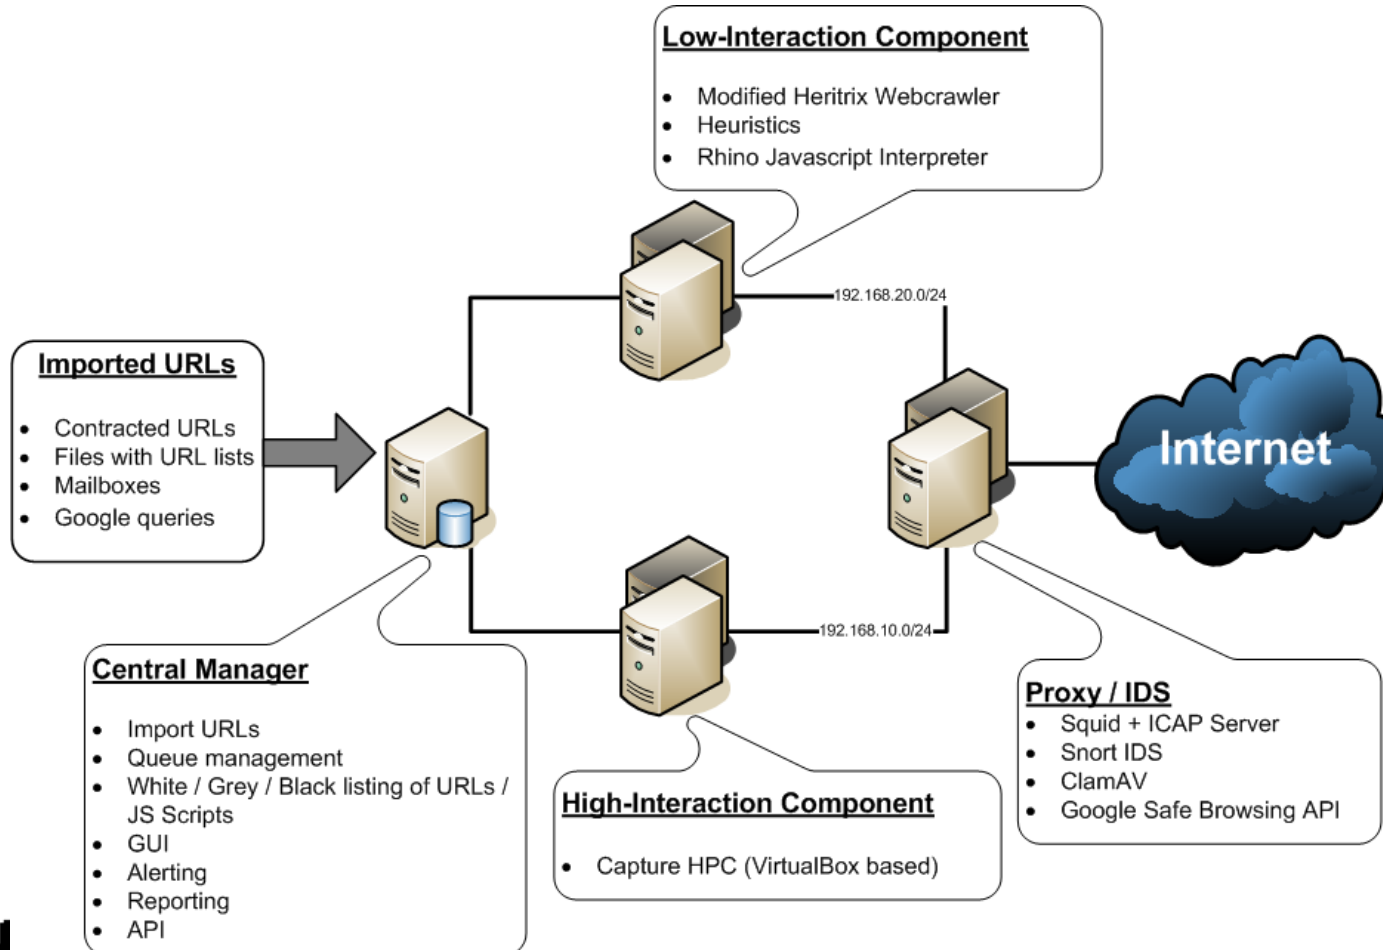 Low-Interaction Component
• Modified Heritrix Webcrawler
• Heuristics
• Rhino Javascript Interpreter
192.168.20.0/24
Imported URLs
• Contracted URLs
• Files with URL lists
• Mailboxes
• Google queries
Internet
192.168.10.0/24
Central Manager
• Import URLs
• Queue management
• White / Grey / Black listing of URLs /
JS Scripts
• GUI
• Alerting
• Reporting
• API
High-Interaction Component
• Capture HPC (VirtualBox based)
Proxy / IDS
• Squid + ICAP Server
• Snort IDS
• ClamAV
• Google Safe Browsing API